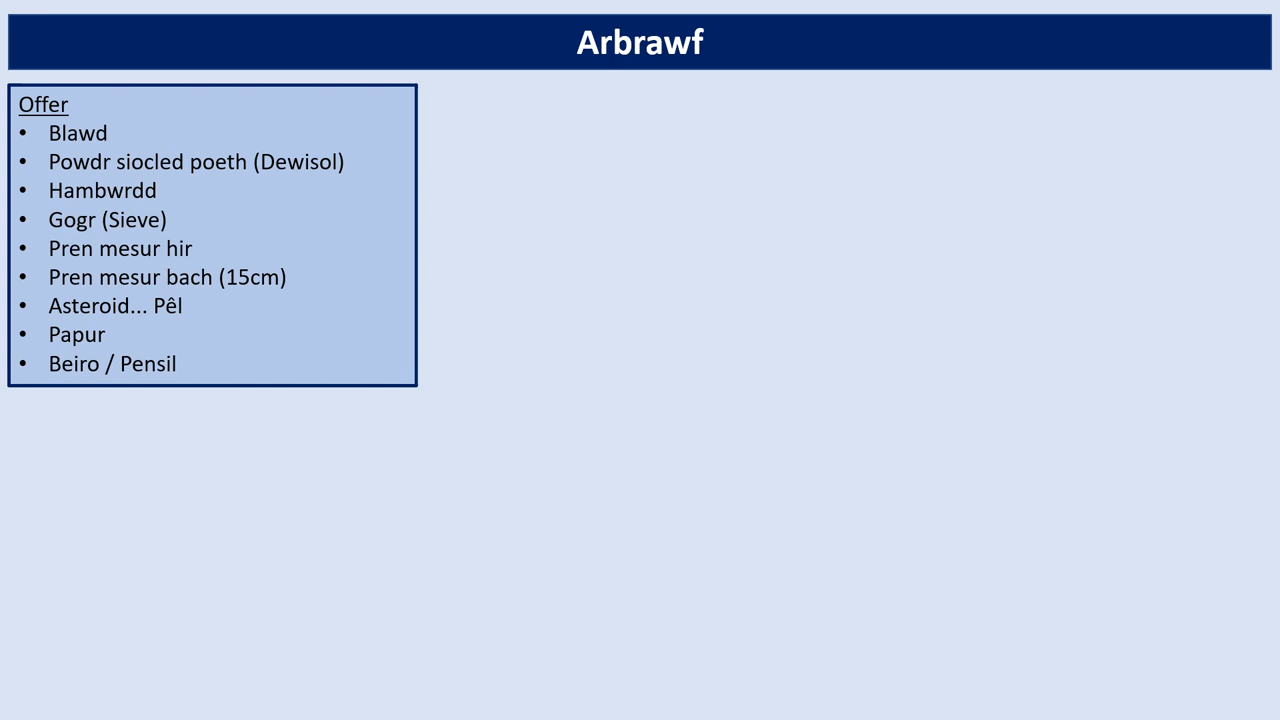 Arbrawf
Offer
• Blawd
• Powdr siocled poeth (Dewisol)
• Hambwrdd
• Gogr (Sieve)
• Pren mesur hir
• Pren mesur bach (15cm)
• Asteroid... Pêl
• Papur
• Beiro / Pensil